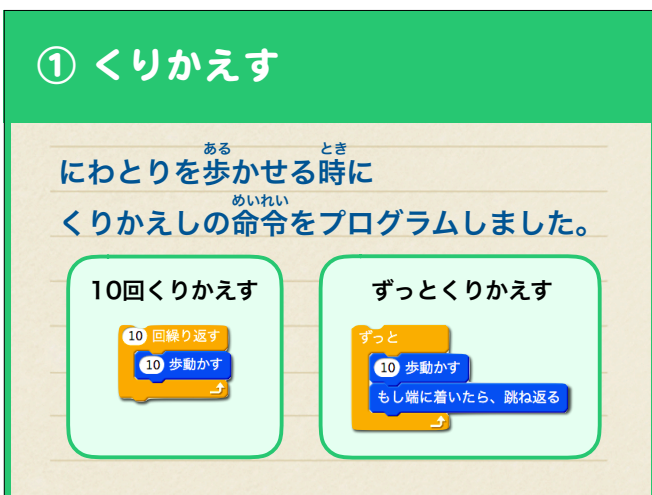 ① くりかえす
ある とき
にわとりを歩かせる時に
めいれい
くりかえしの命令をプログラムしました。
10回くりかえす
10 回繰り返す
10 歩動かす
ずっとくりかえす
ずっと
10 歩動かす
もし端に着いたら、跳ね返る